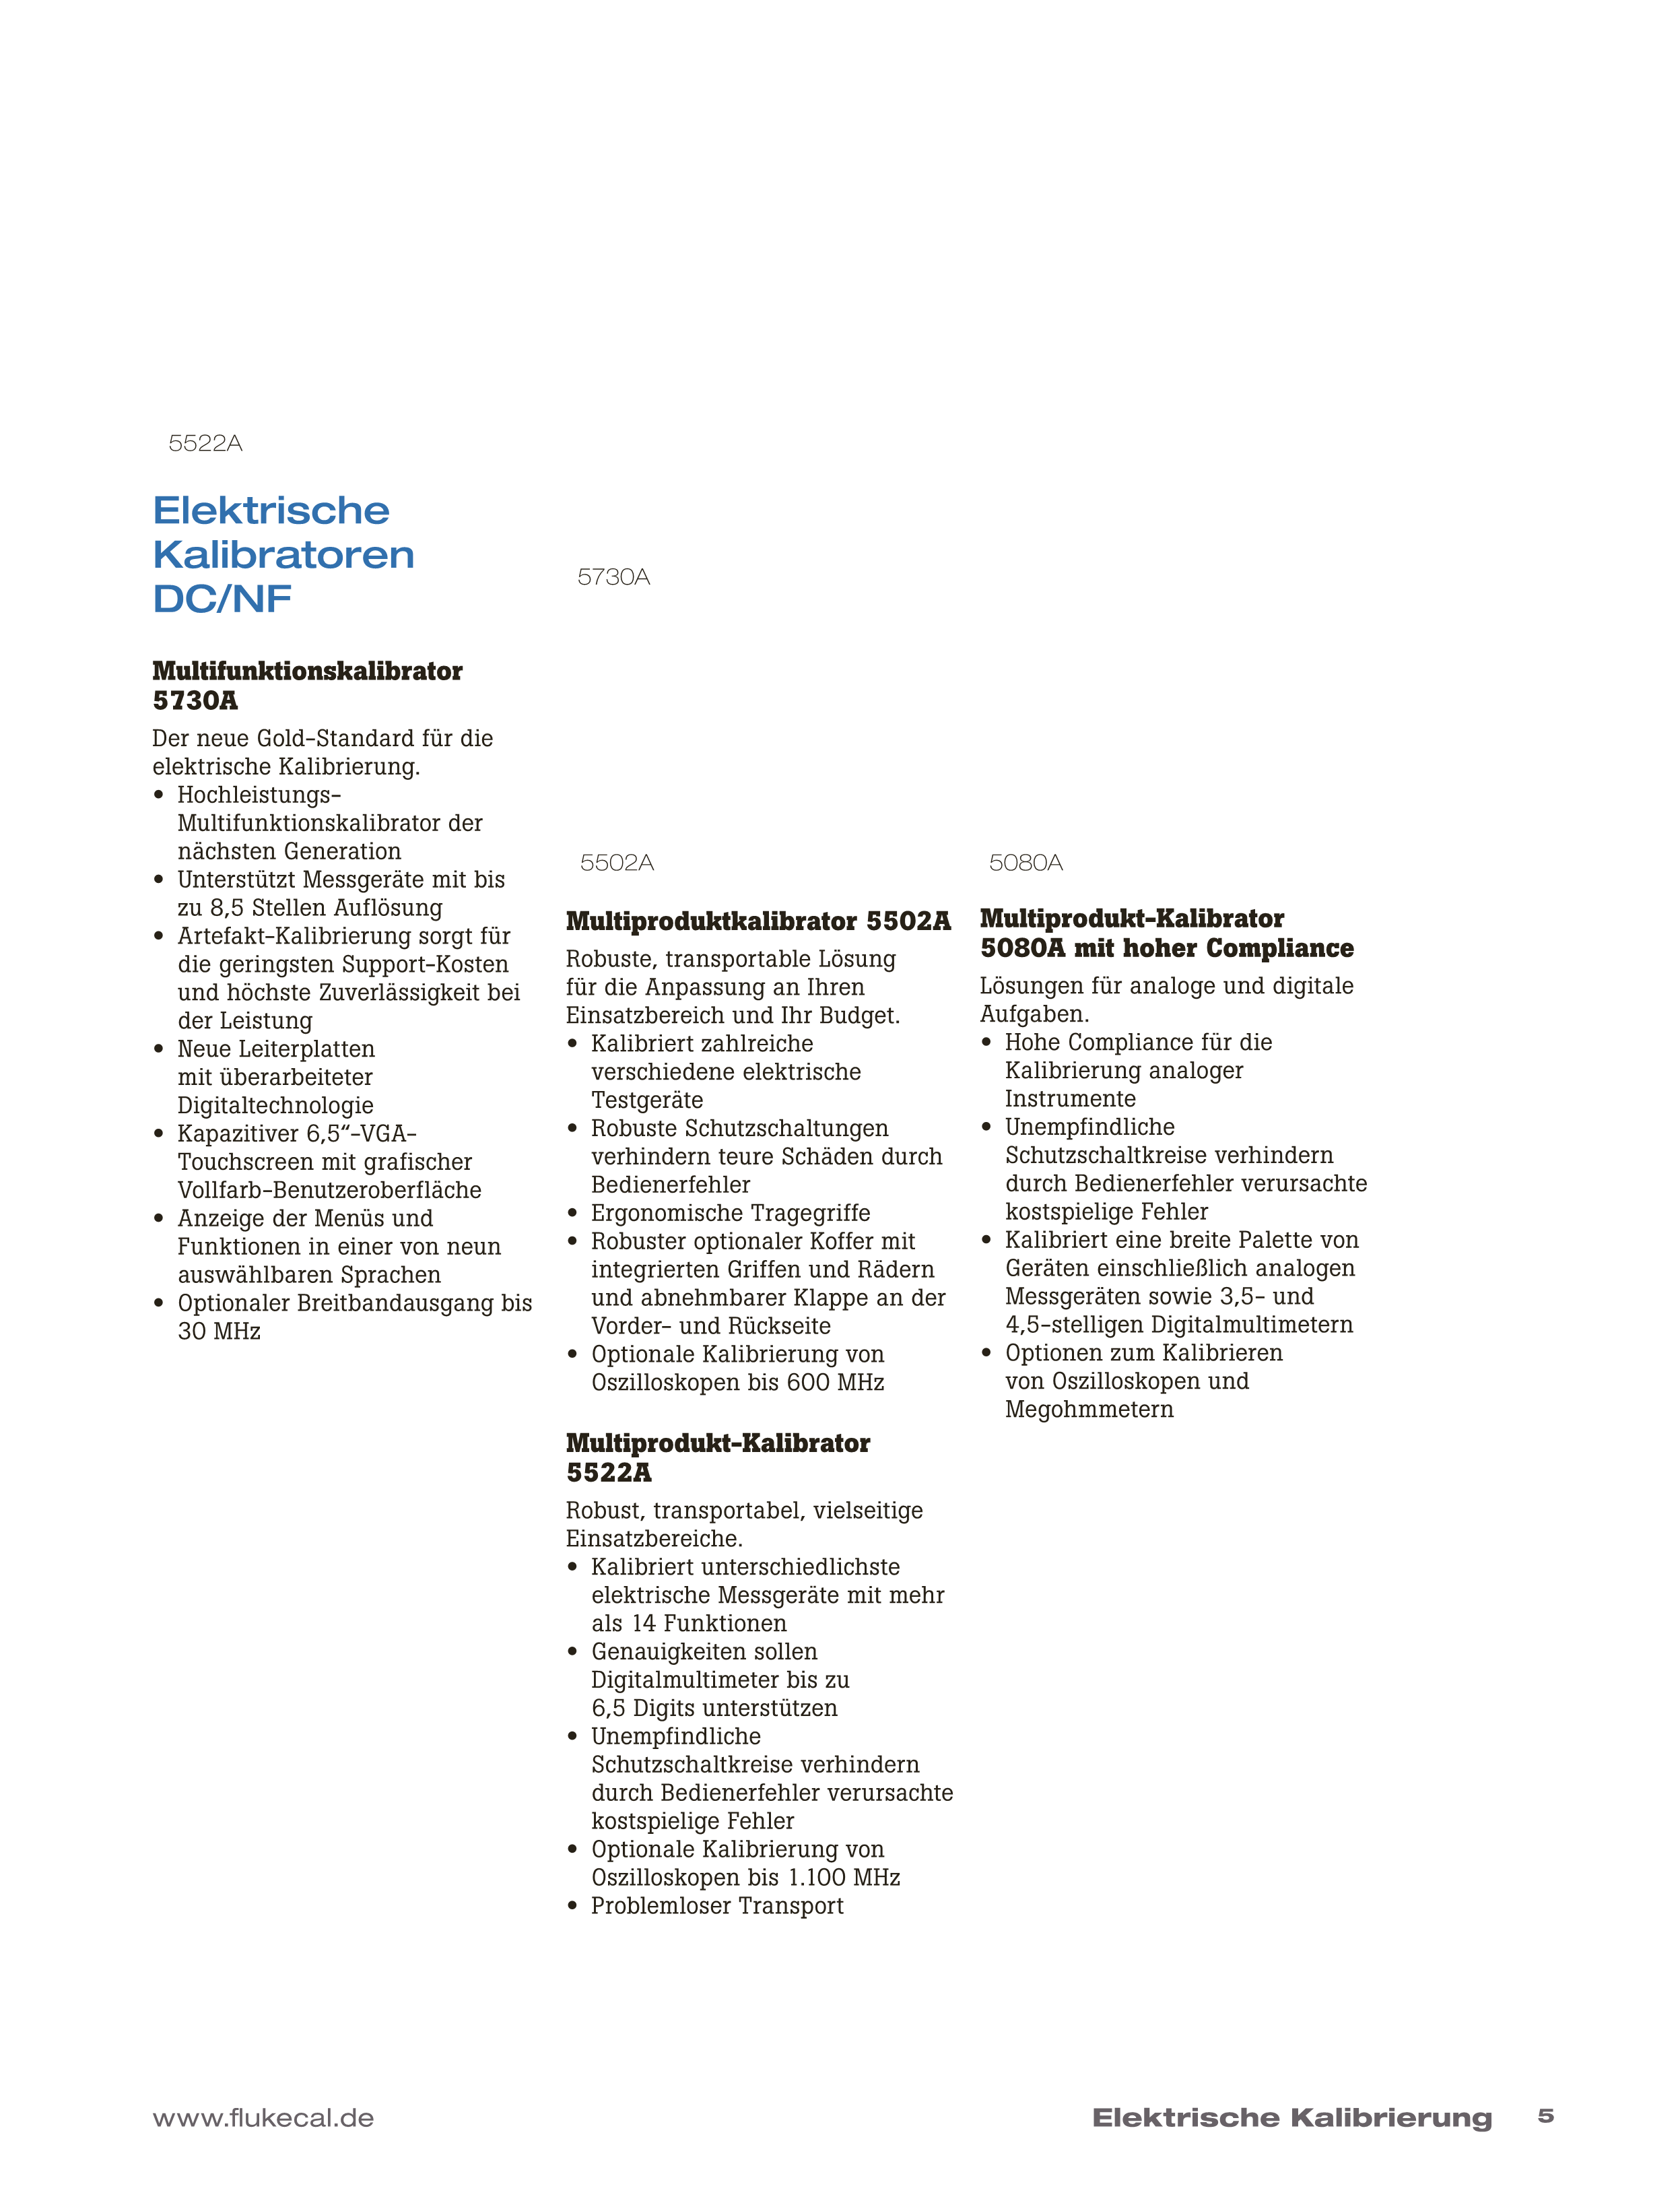 5522A
Elektrische
Kalibratoren
DC/NF
Multifunktionskalibrator
5730A
Der neue Gold-Standard für die
elektrische Kalibrierung.
• Hochleistungs-
Multifunktionskalibrator der
nächsten Generation
• Unterstützt Messgeräte mit bis
zu 8,5 Stellen Auflösung
• Artefakt-Kalibrierung sorgt für
die geringsten Support-Kosten
und höchste Zuverlässigkeit bei
der Leistung
• Neue Leiterplatten
mit überarbeiteter
Digitaltechnologie
• Kapazitiver 6,5“-VGA-
Touchscreen mit grafischer
Vollfarb-Benutzeroberfläche
• Anzeige der Menüs und
Funktionen in einer von neun
auswählbaren Sprachen
• Optionaler Breitbandausgang bis
30 MHz
5730A
5502A
Multiproduktkalibrator 5502A
Robuste, transportable Lösung
für die Anpassung an Ihren
Einsatzbereich und Ihr Budget.
• Kalibriert zahlreiche
verschiedene elektrische
Testgeräte
• Robuste Schutzschaltungen
verhindern teure Schäden durch
Bedienerfehler
• Ergonomische Tragegriffe
• Robuster optionaler Koffer mit
integrierten Griffen und Rädern
und abnehmbarer Klappe an der
Vorder- und Rückseite
• Optionale Kalibrierung von
Oszilloskopen bis 600 MHz
Multiprodukt-Kalibrator
5522A
Robust, transportabel, vielseitige
Einsatzbereiche.
• Kalibriert unterschiedlichste
elektrische Messgeräte mit mehr
als 14 Funktionen
• Genauigkeiten sollen
Digitalmultimeter bis zu
6,5 Digits unterstützen
• Unempfindliche
Schutzschaltkreise verhindern
durch Bedienerfehler verursachte
kostspielige Fehler
• Optionale Kalibrierung von
Oszilloskopen bis 1.100 MHz
• Problemloser Transport
5080A
Multiprodukt-Kalibrator
5080A mit hoher Compliance
Lösungen für analoge und digitale
Aufgaben.
• Hohe Compliance für die
Kalibrierung analoger
Instrumente
• Unempfindliche
Schutzschaltkreise verhindern
durch Bedienerfehler verursachte
kostspielige Fehler
• Kalibriert eine breite Palette von
Geräten einschließlich analogen
Messgeräten sowie 3,5- und
4,5-stelligen Digitalmultimetern
• Optionen zum Kalibrieren
von Oszilloskopen und
Megohmmetern
www.flukecal.de
Elektrische Kalibrierung 5